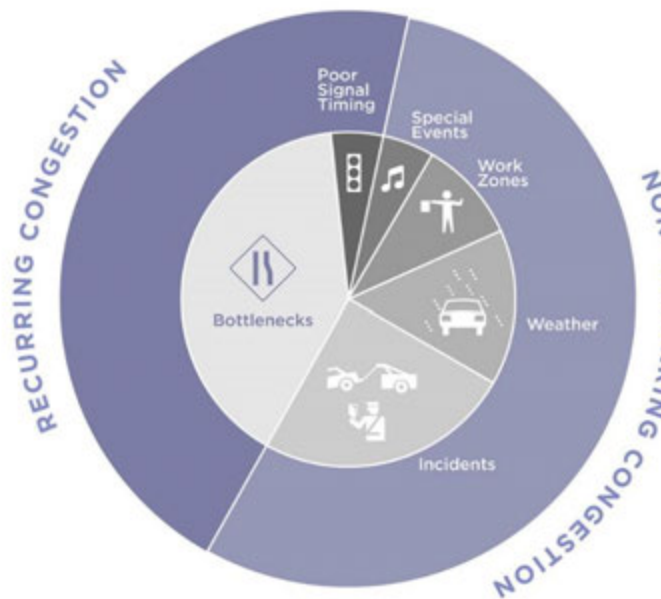 RECURRING CONGESTION
Poor
Signal
Timing
Special
Events
Work
Zones
Weather
Incidents
Bottlenecks
CONGESTION